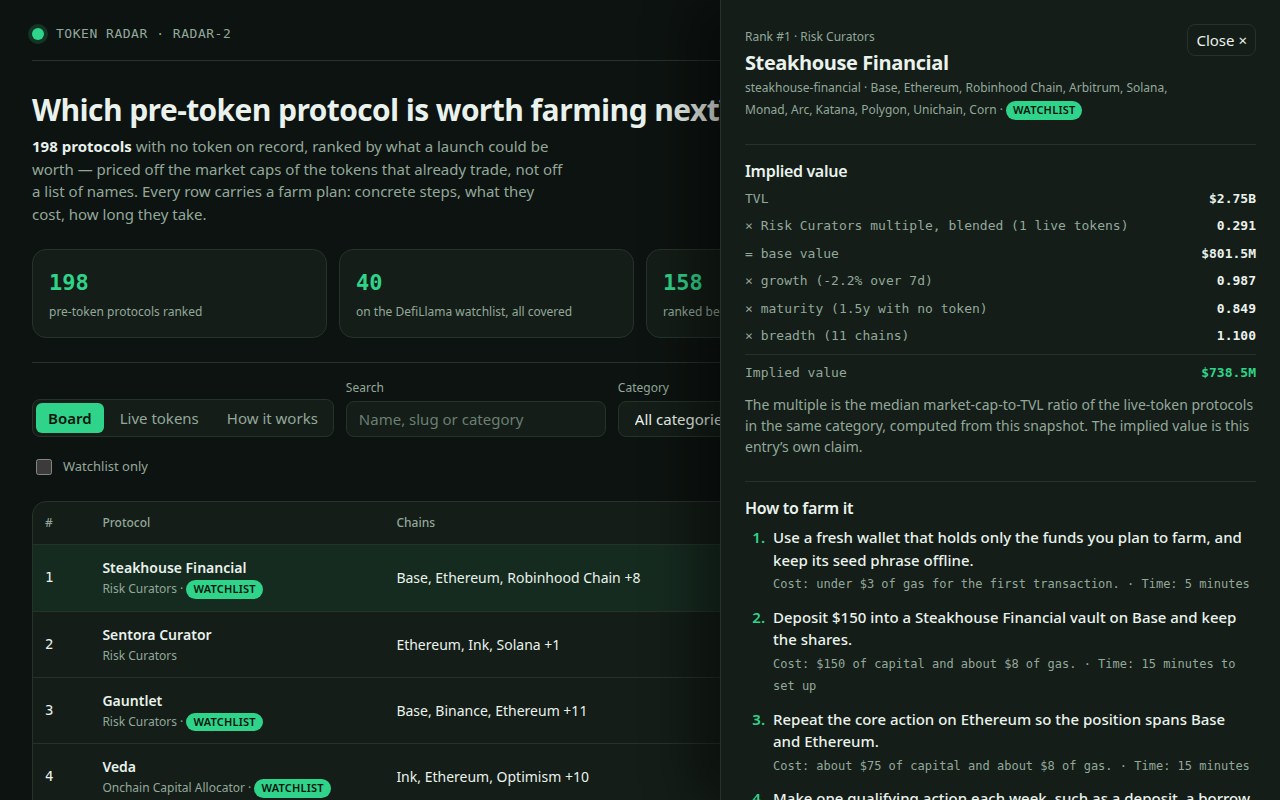 TOKEN RADAR · RADAR-2
Which pre-token protocol is worth farming next
198 protocols with no token on record, ranked by what a launch could be
worth — priced off the market caps of the tokens that already trade, not off
a list of names. Every row carries a farm plan: concrete steps, what they
cost, how long they take.
198
pre-token protocols ranked
40
on the DefiLlama watchlist, all covered
158
ranked be
Board
Live tokens
How it works
Search
Name, slug or category
Category
All categorie
Watchlist only
# Protocol Chains
1 Steakhouse Financial Base, Ethereum, Robinhood Chain +8
Risk Curators · WATCHLIST
2 Sentora Curator Ethereum, Ink, Solana +1
Risk Curators
3 Gauntlet Base, Binance, Ethereum +11
Risk Curators · WATCHLIST
4 Veda Ink, Ethereum, Optimism +10
Onchain Capital Allocator · WATCHLIST
Rank #1 · Risk Curators
Close ×
Steakhouse Financial
steakhouse-financial · Base, Ethereum, Robinhood Chain, Arbitrum, Solana,
Monad, Arc, Katana, Polygon, Unichain, Corn · WATCHLIST
Implied value
TVL $2.75B
× Risk Curators multiple, blended (1 live tokens) 0.291
= base value $801.5M
× growth (-2.2% over 7d) 0.987
× maturity (1.5y with no token) 0.849
× breadth (11 chains) 1.100
Implied value $738.5M
The multiple is the median market-cap-to-TVL ratio of the live-token protocols
in the same category, computed from this snapshot. The implied value is this
entry's own claim.
How to farm it
1. Use a fresh wallet that holds only the funds you plan to farm, and
keep its seed phrase offline.
Cost: under $3 of gas for the first transaction. · Time: 5 minutes
2. Deposit $150 into a Steakhouse Financial vault on Base and keep
the shares.
Cost: $150 of capital and about $8 of gas. · Time: 15 minutes to
set up
3. Repeat the core action on Ethereum so the position spans Base
and Ethereum.
Cost: about $75 of capital and about $8 of gas. · Time: 15 minutes
4. Make one qualifying action each week, such as a deposit, a borrow